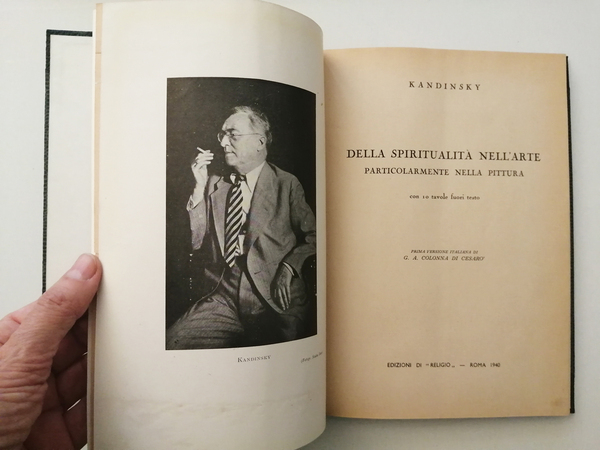 KANDINSKY
KANDINSKY
DELLA SPIRITUALITÀ NELL'ARTE
PARTICOLARMENTE NELLA PITTURA
con 10 tavole fuori testo
PRIMA VERSIONE ITALIANA DI
G. A. COLONNA DI CESARO'
EDIZIONI DI "RELIGIO„ — ROMA 1940